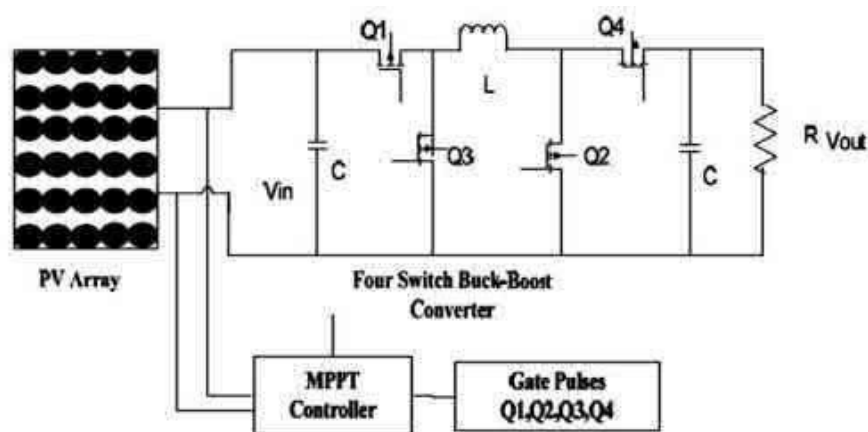 Q1
Q4
L
Q3
Q2
C
Vin
C
R Vout
PV Array
Four Switch Buck-Boost
Converter
MPPT
Controller
Gate Pulses
Q1,Q2,Q3,Q4